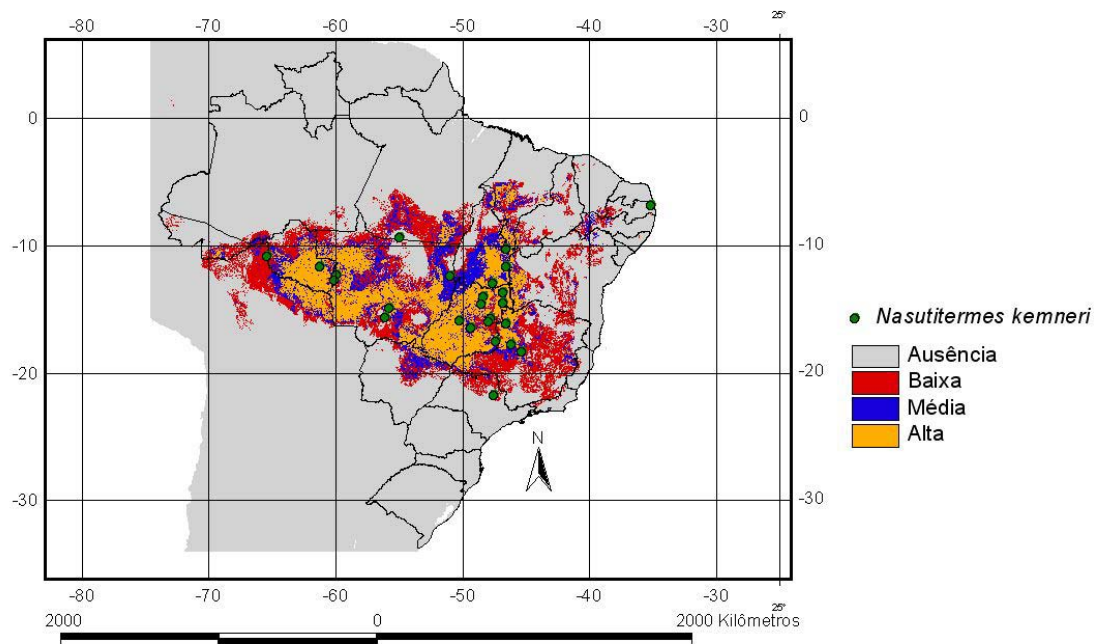 25°
-80 -70 -60 -50 -40 -30
0 0
-10 -10
-20 -20
-30 -30
N
-80 -70 -60 -50 -40 -30
25°
2000 0 2000 Kilômetros
Nasutitermes kemneri
Ausência
Baixa
Média
Alta